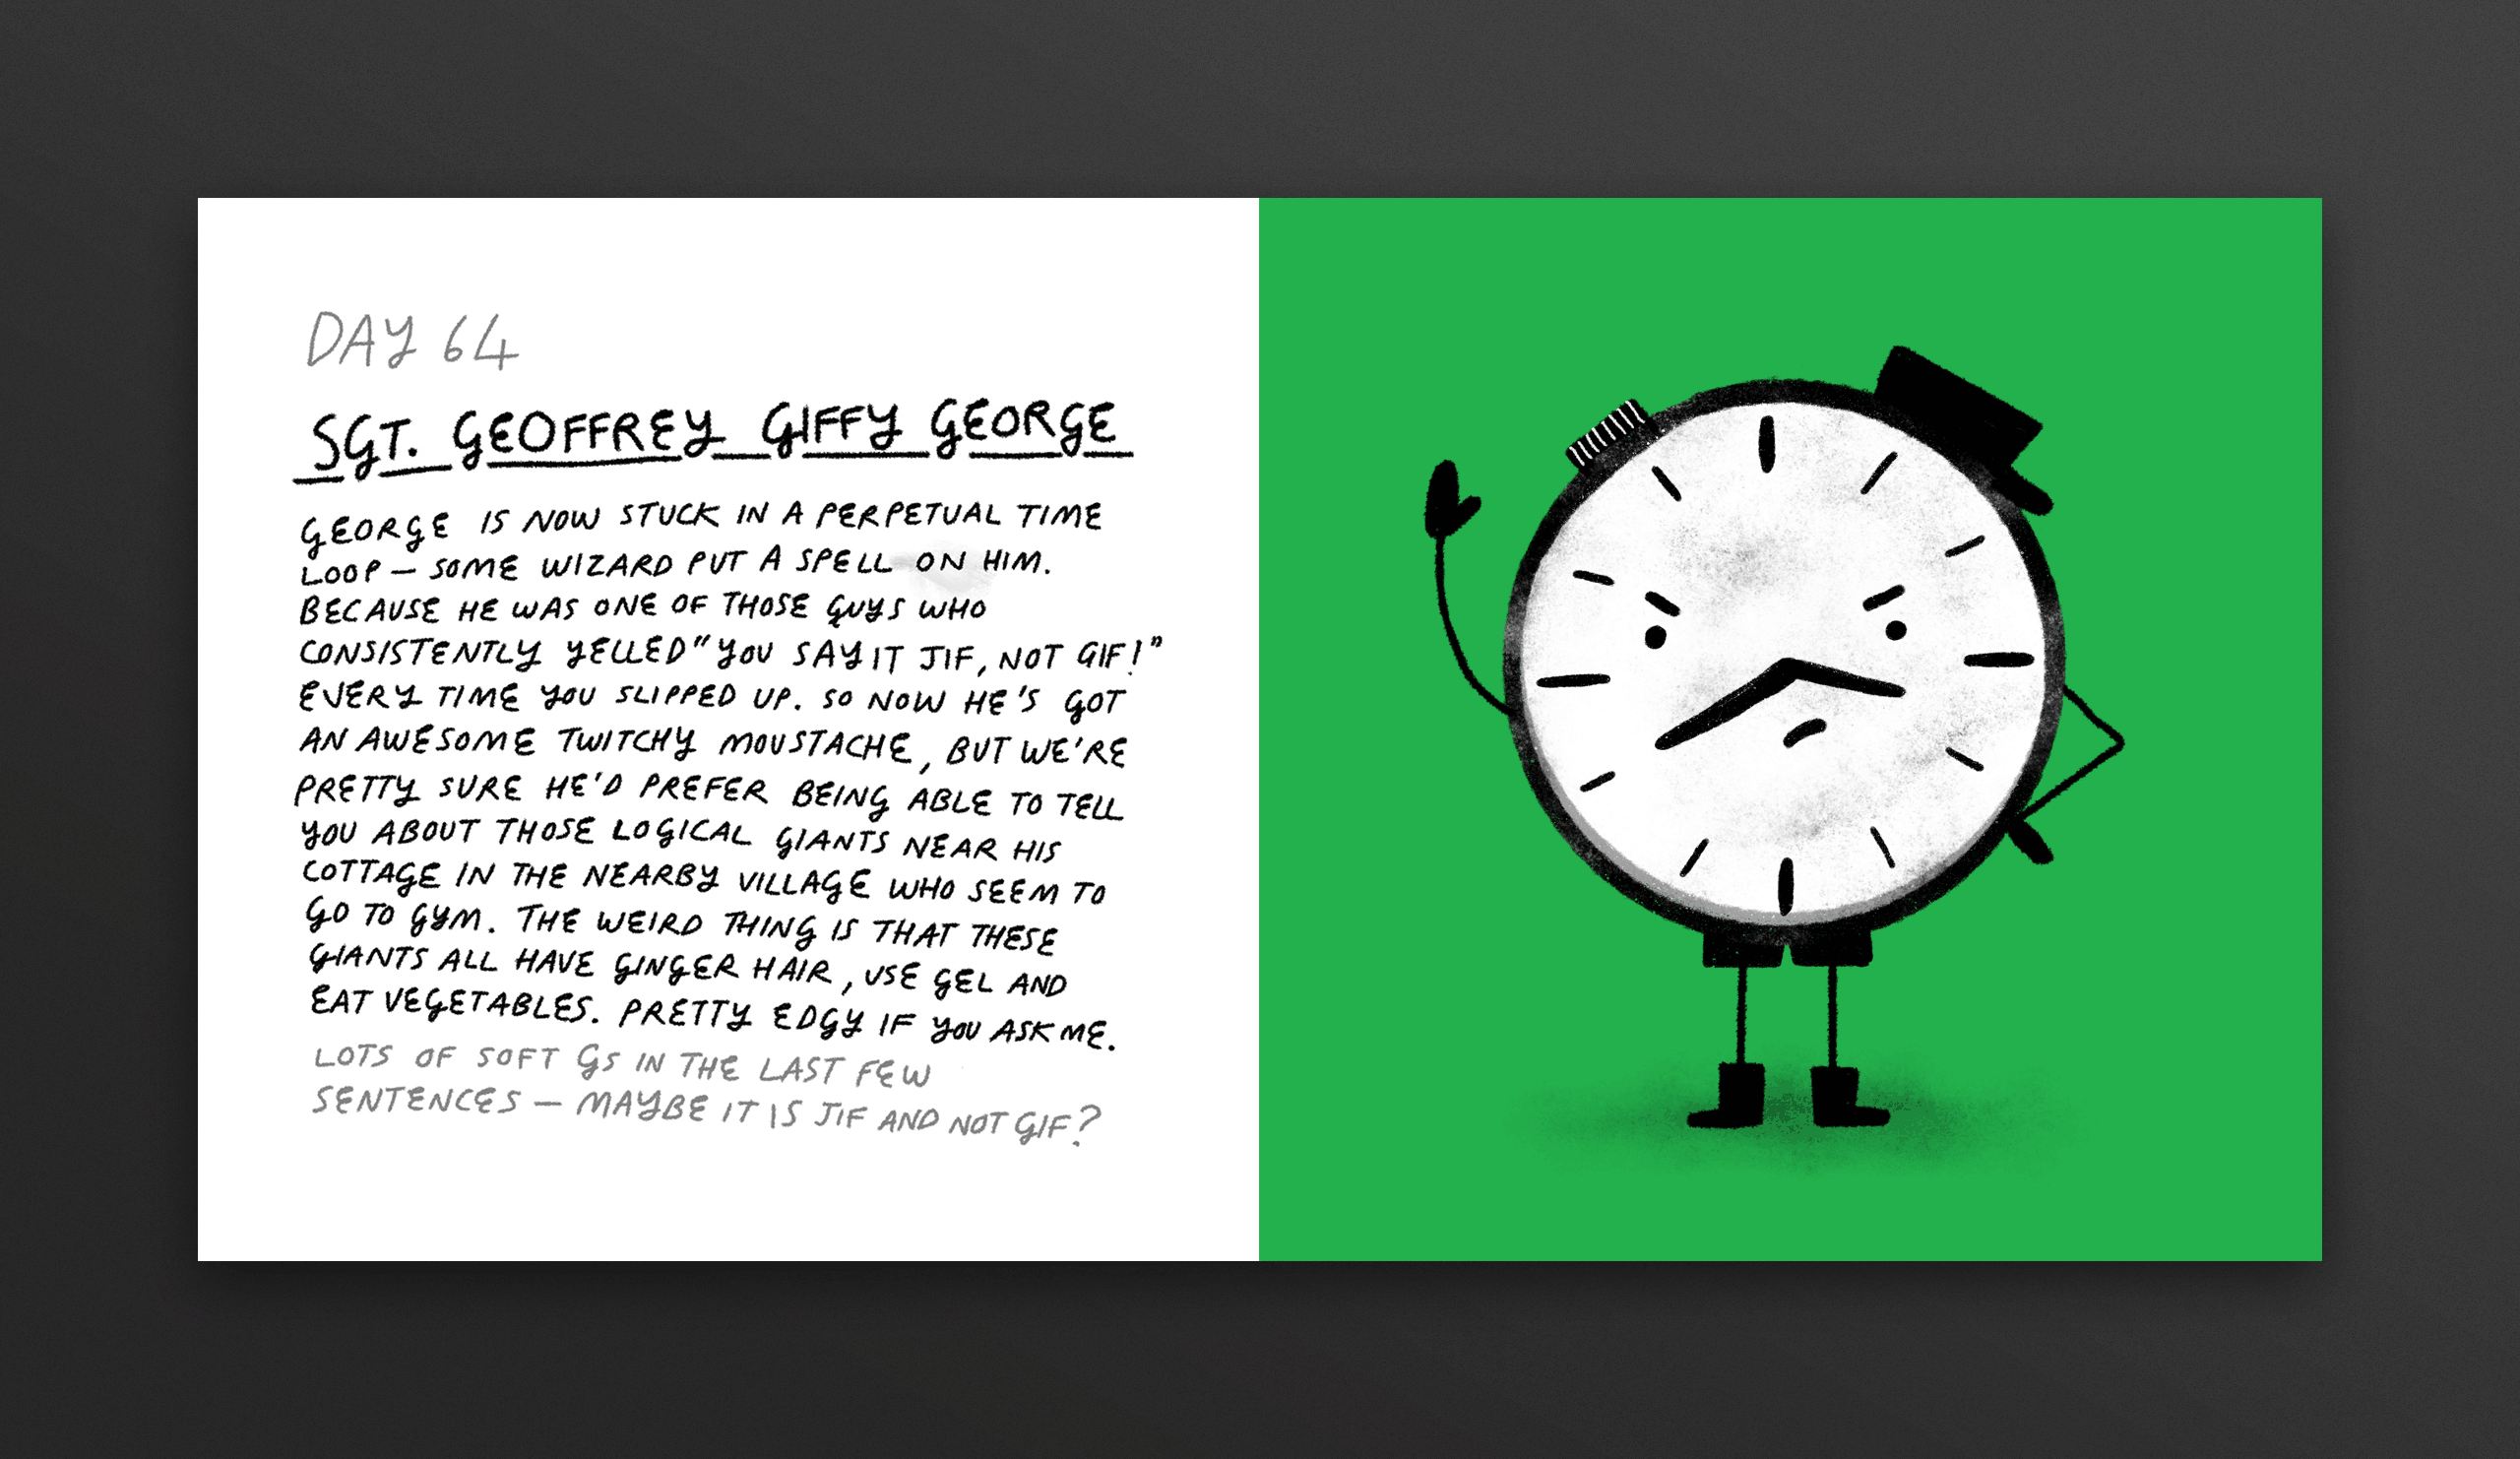 DAY 64
SGT. GEOFFREY GIFFY GEORGE
GEORGE IS NOW STUCK IN A PERPETUAL TIME
LOOP — SOME WIZARD PUT A SPELL ON HIM.
BECAUSE HE WAS ONE OF THOSE GUYS WHO
CONSISTENTLY YELLED "YOU SAY IT JIF, NOT GIF!"
EVERY TIME YOU SLIPPED UP. SO NOW HE'S GOT
AN AWESOME TWITCHY MOUSTACHE, BUT WE'RE
PRETTY SURE HE'D PREFER BEING ABLE TO TELL
YOU ABOUT THOSE LOGICAL GIANTS NEAR HIS
COTTAGE IN THE NEARBY VILLAGE WHO SEEM TO
GO TO GYM. THE WEIRD THING IS THAT THESE
GIANTS ALL HAVE GINGER HAIR, USE GEL AND
EAT VEGETABLES. PRETTY EDGY IF YOU ASK ME.
LOTS OF SOFT GS IN THE LAST FEW
SENTENCES — MAYBE IT IS JIF AND NOT GIF?